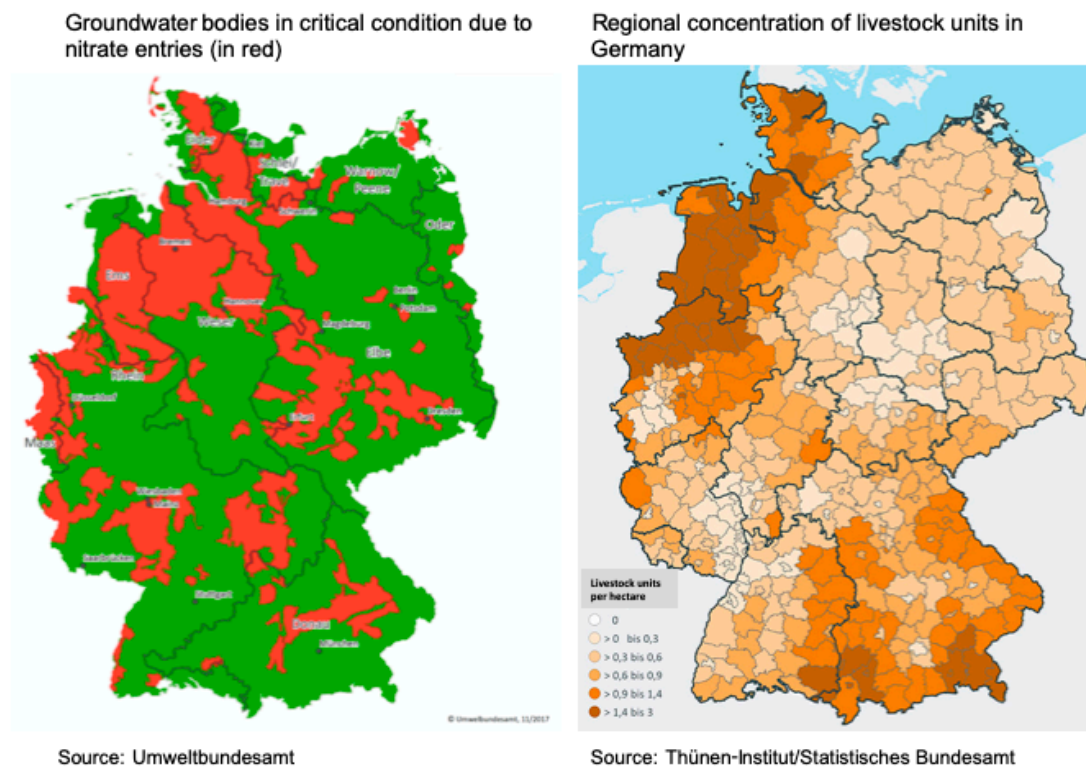 Groundwater bodies in critical condition due to
nitrate entries (in red)
Regional concentration of livestock units in
Germany
Eider
Kiel
Schlei/
Trave
Warnow/
Peene
Hamburg
Schwerin
Oder
Bremen
Ems
Hannover
Berlin
Potsdam
Weser
Magdeburg
Elbe
Rhein
Düsseldorf
Erfurt
Dresden
Maas
Wiesbaden
Mainz
Saarbrücken
Stuttgart
Donau
München
© Umweltbundesamt, 11/2017
Livestock units
per hectare
0
> 0 bis 0,3
> 0,3 bis 0,6
> 0,6 bis 0,9
> 0,9 bis 1,4
> 1,4 bis 3
Source: Umweltbundesamt
Source: Thünen-Institut/Statistisches Bundesamt